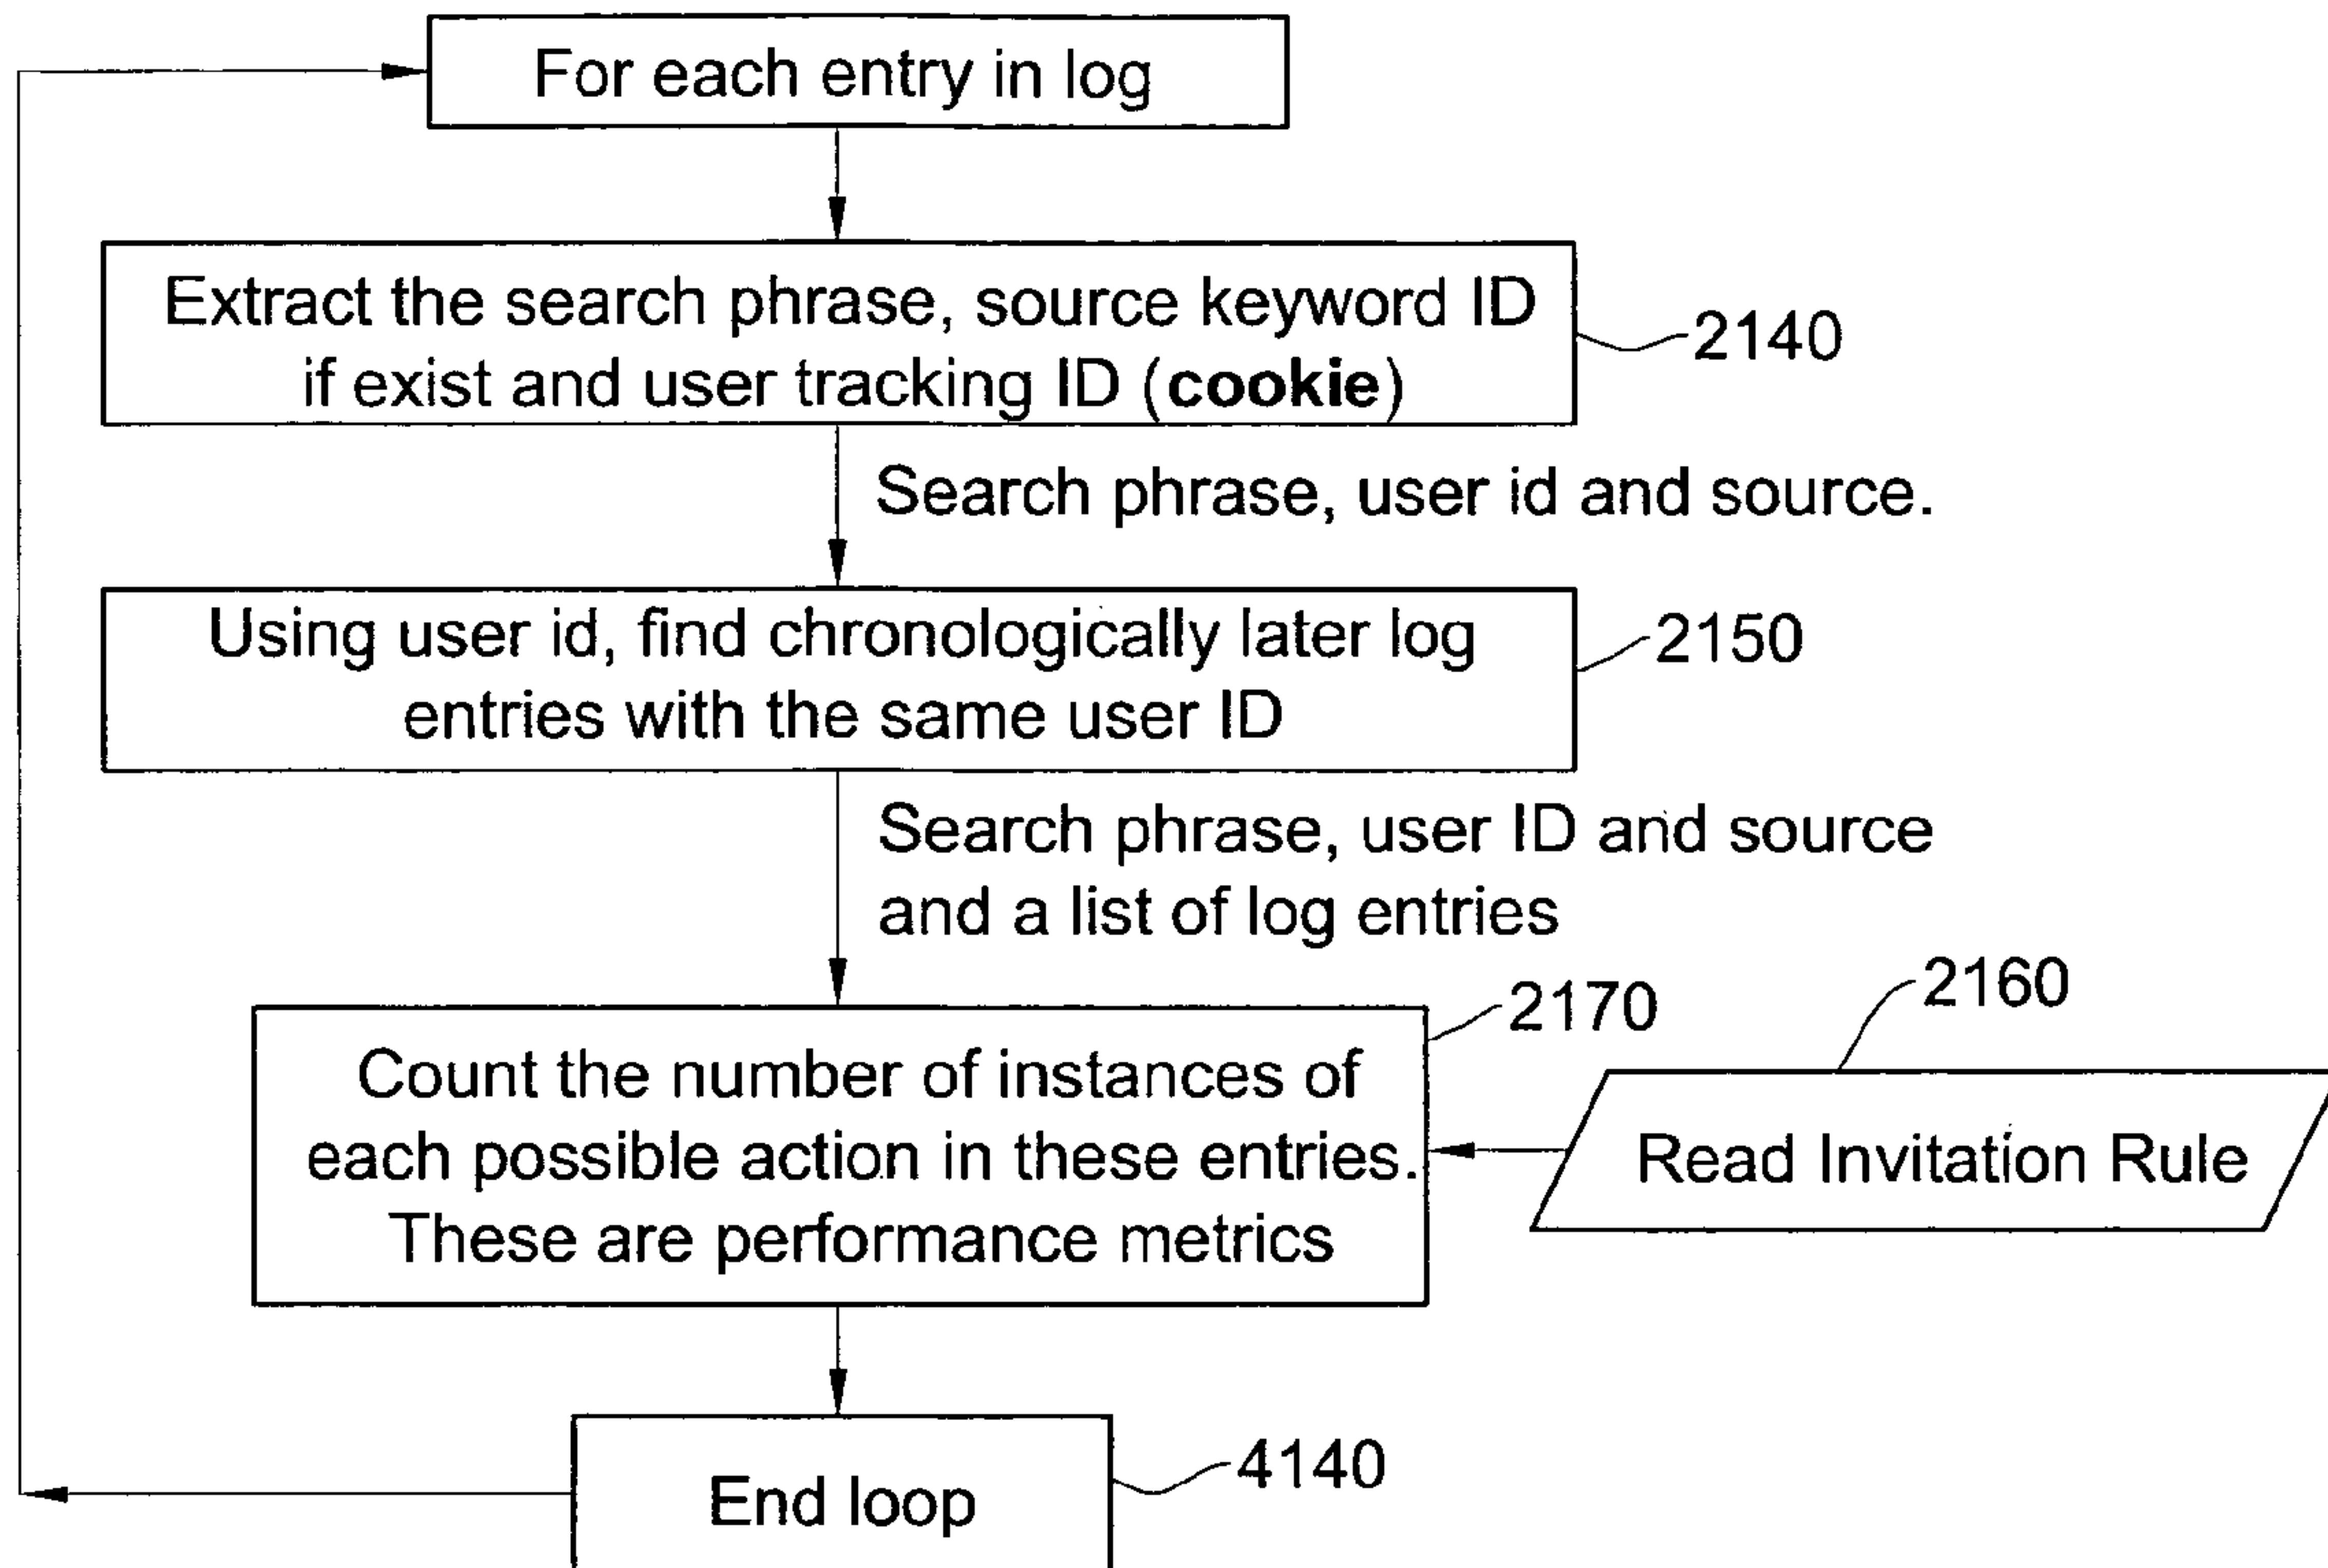 For each entry in log
Extract the search phrase, source keyword ID
if exist and user tracking ID (cookie)
2140
Search phrase, user id and source.
Using user id, find chronologically later log
entries with the same user ID
2150
Search phrase, user ID and source
and a list of log entries
2170
2160
Count the number of instances of
each possible action in these entries.
These are performance metrics
Read Invitation Rule
End loop
4140